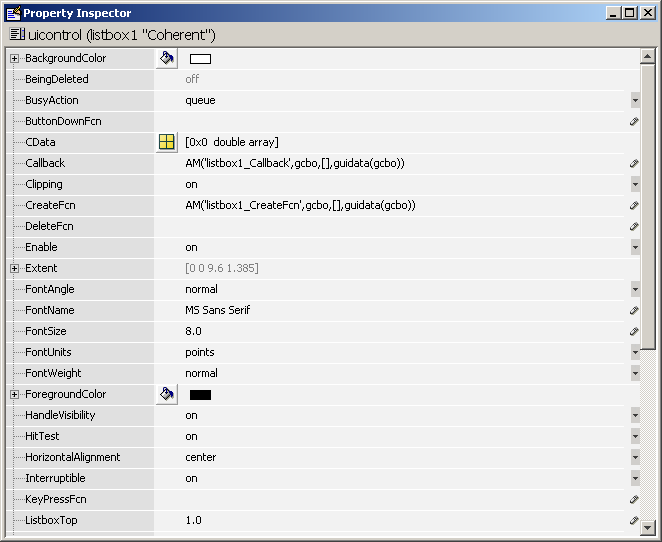 Property Inspector
uicontrol (listbox1 "Coherent")
BackgroundColor
BeingDeleted off
BusyAction queue
ButtonDownFcn
CData [0x0 double array]
Callback AM('listbox1_Callback',gcbo,[],guidata(gcbo))
Clipping on
CreateFcn AM('listbox1_CreateFcn',gcbo,[],guidata(gcbo))
DeleteFcn
Enable on
Extent [0 0 9.6 1.385]
FontAngle normal
FontName MS Sans Serif
FontSize 8.0
FontUnits points
FontWeight normal
ForegroundColor
HandleVisibility on
HitTest on
HorizontalAlignment center
Interruptible on
KeyPressFcn
ListboxTop 1.0